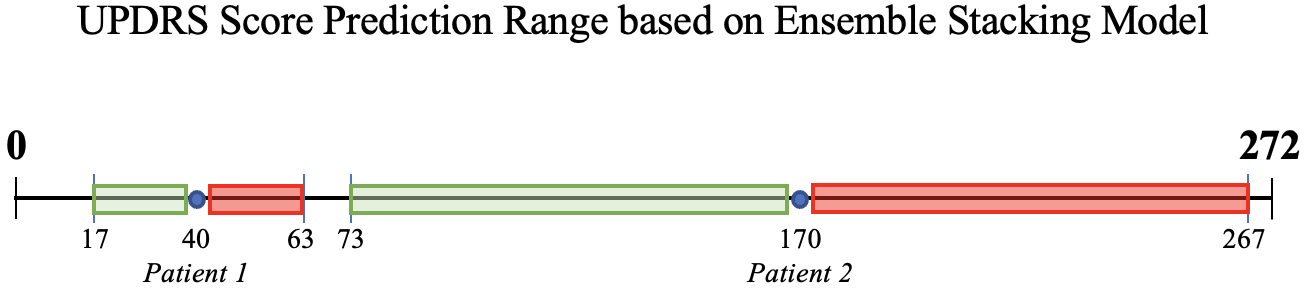 UPDRS Score Prediction Range based on Ensemble Stacking Model
0 272
17 40 63 73 170 267
Patient 1 Patient 2